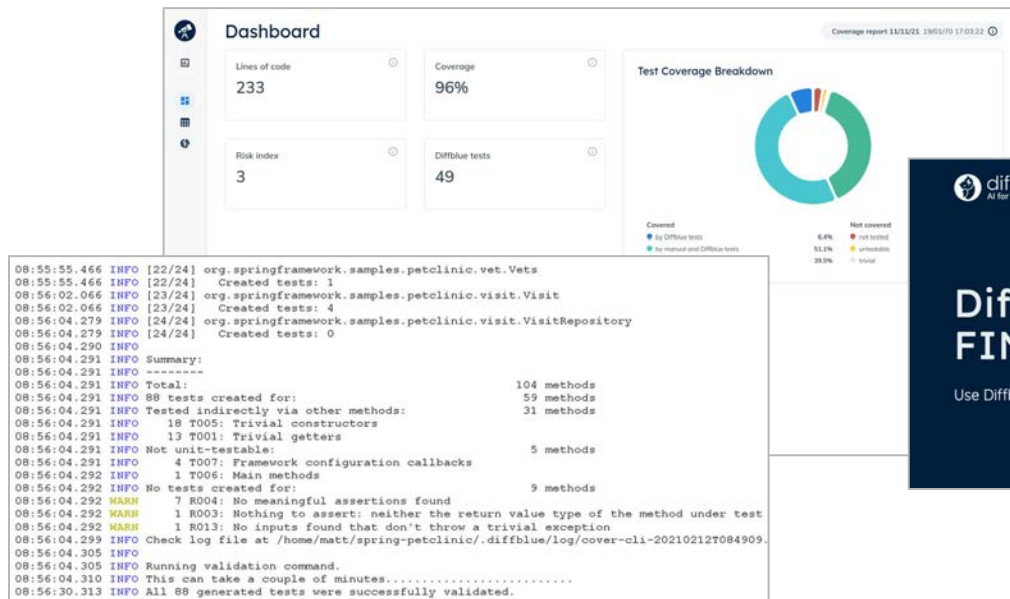 Dashboard
Coverage report 11/11/21 19/01/70 17:03:22
Lines of code
233
Coverage
96%
Risk index
3
Diffblue tests
49
Test Coverage Breakdown
Covered
by Diffblue tests 6.4%
by manual and Diffblue tests 51.1%
39.5%
Not covered
not tested
untestable
trivial
08:55:55.466 INFO [22/24] org.springframework.samples.petclinic.vet.Vets
08:55:55.466 INFO [22/24] Created tests: 1
08:56:02.066 INFO [23/24] org.springframework.samples.petclinic.visit.Visit
08:56:02.066 INFO [23/24] Created tests: 4
08:56:04.279 INFO [24/24] org.springframework.samples.petclinic.visit.VisitRepository
08:56:04.279 INFO [24/24] Created tests: 0
08:56:04.290 INFO
08:56:04.291 INFO Summary:
08:56:04.291 INFO --------
08:56:04.291 INFO Total: 104 methods
08:56:04.291 INFO 88 tests created for: 59 methods
08:56:04.291 INFO Tested indirectly via other methods: 31 methods
08:56:04.291 INFO 18 T005: Trivial constructors
08:56:04.291 INFO 13 T001: Trivial getters
08:56:04.291 INFO Not unit-testable: 5 methods
08:56:04.291 INFO 4 T007: Framework configuration callbacks
08:56:04.292 INFO 1 T006: Main methods
08:56:04.292 INFO No tests created for: 9 methods
08:56:04.292 WARN 7 R004: No meaningful assertions found
08:56:04.292 WARN 1 R003: Nothing to assert: neither the return value type of the method under test
08:56:04.292 WARN 1 R013: No inputs found that don't throw a trivial exception
08:56:04.299 INFO Check log file at /home/matt/spring-petclinic/.diffblue/log/cover-cli-20210212T084909.
08:56:04.305 INFO
08:56:04.305 INFO Running validation command.
08:56:04.310 INFO This can take a couple of minutes..........................
08:56:30.313 INFO All 88 generated tests were successfully validated.
dif
AI for
Dif
FIN
Use Diffl